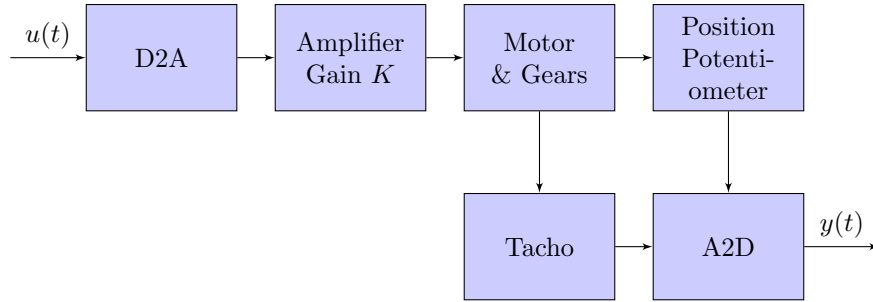 u(t)
D2A
Amplifier
Gain K
Motor
& Gears
Position
Potenti-
ometer
Tacho
A2D
y(t)